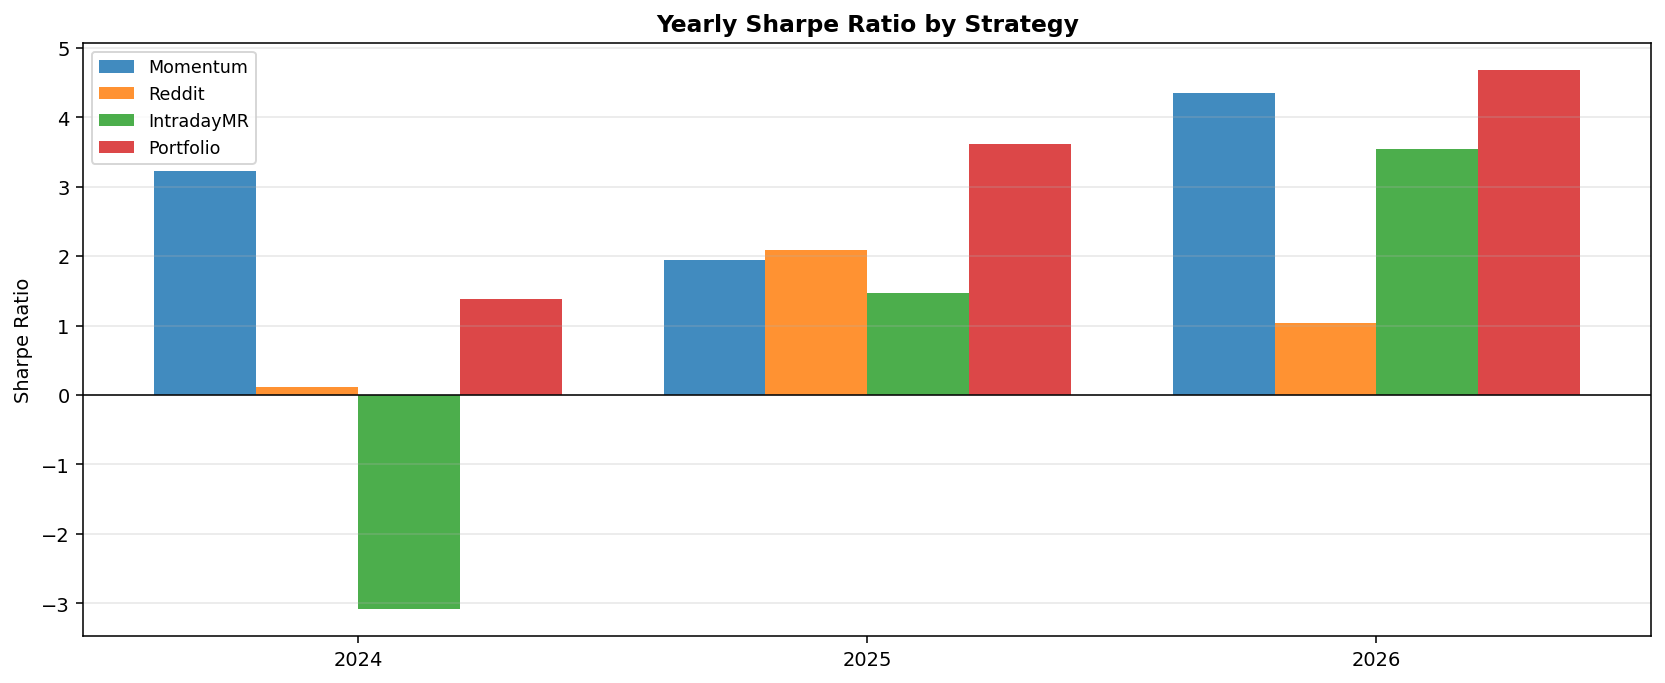 Yearly Sharpe Ratio by Strategy
Momentum
Reddit
IntradayMR
Portfolio
Sharpe Ratio
5
4
3
2
1
0
−1
−2
−3
2024
2025
2026